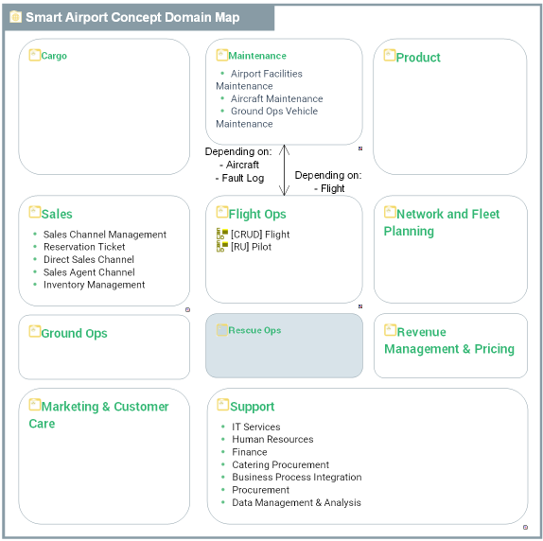 Smart Airport Concept Domain Map
Cargo
Maintenance
Airport Facilities
Maintenance
Aircraft Maintenance
Ground Ops Vehicle
Maintenance
Product
Depending on:
- Aircraft
- Fault Log
Depending on:
- Flight
Sales
Sales Channel Management
Reservation Ticket
Direct Sales Channel
Sales Agent Channel
Inventory Management
Flight Ops
[CRUD] Flight
[RU] Pilot
Network and Fleet
Planning
Ground Ops
Rescue Ops
Revenue
Management & Pricing
Marketing & Customer
Care
Support
IT Services
Human Resources
Finance
Catering Procurement
Business Process Integration
Procurement
Data Management & Analysis